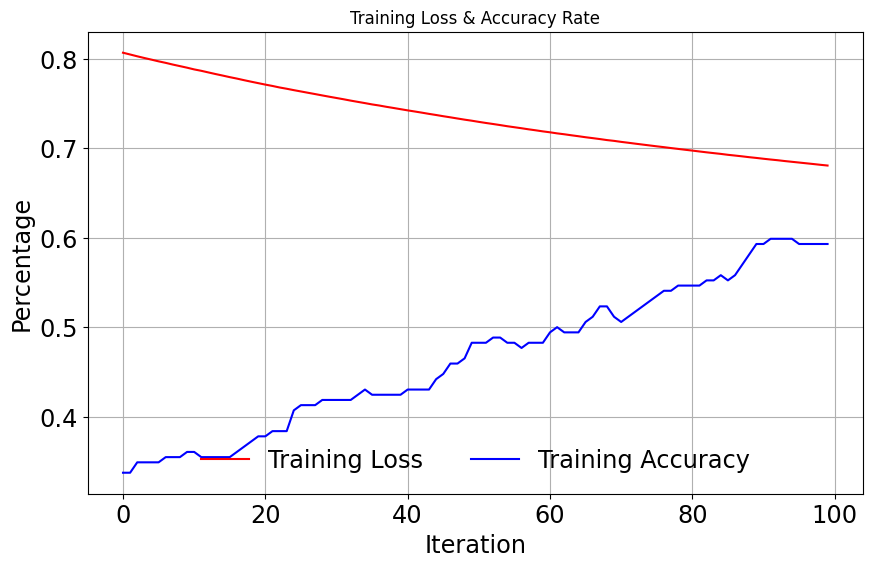 Training Loss & Accuracy Rate
0.8
0.7
0.6
0.5
0.4
Percentage
Training Loss Training Accuracy
0 20 40 60 80 100
Iteration